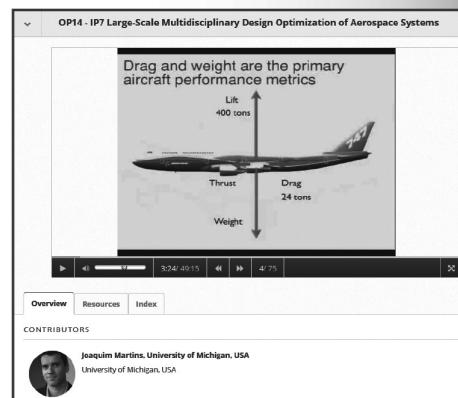 OP14 - IP7 Large-Scale Multidisciplinary Design Optimization of Aerospace Systems
Drag and weight are the primary
aircraft performance metrics
Lift
400 tons
747
Thrust
Drag
24 tons
Weight
3:24/ 49:15
4/ 75
Overview
Resources
Index
CONTRIBUTORS
Joaquim Martins, University of Michigan, USA
University of Michigan, USA